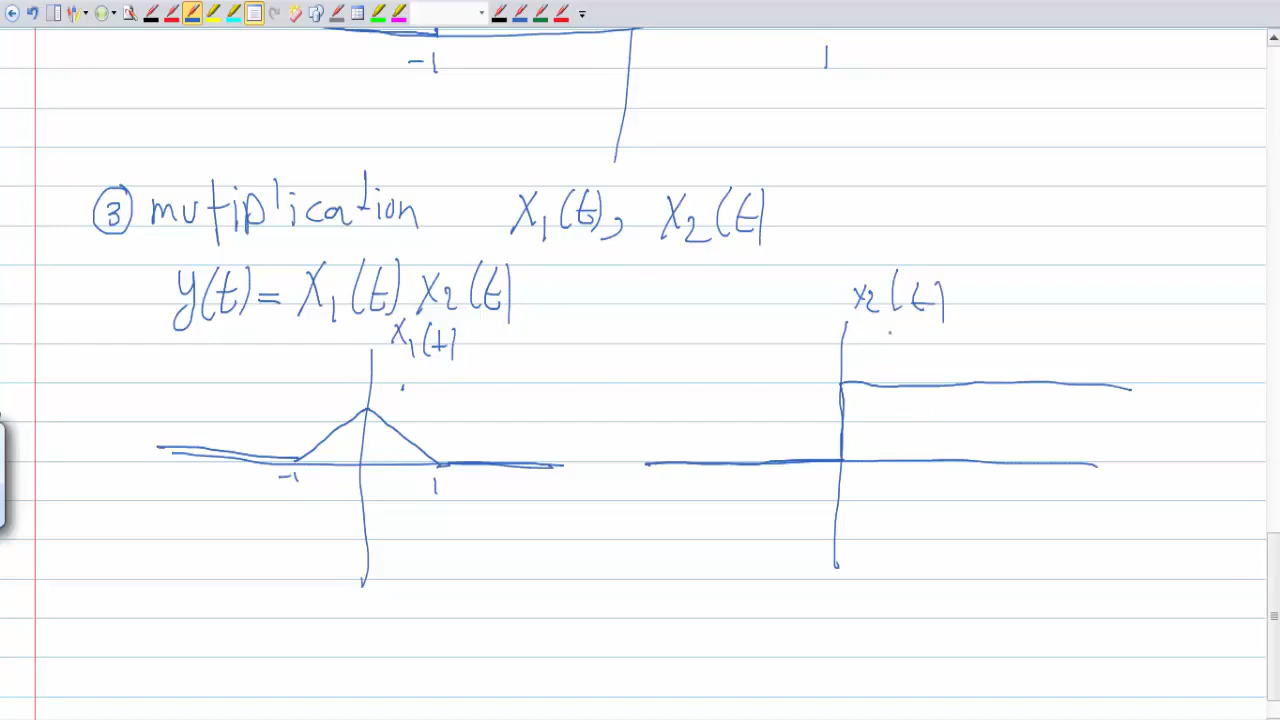 -1 1
③ mutiplication X1(t), X2(t)
y(t) = X1(t) X2(t)
x2(t)
X1(t)
-1 1